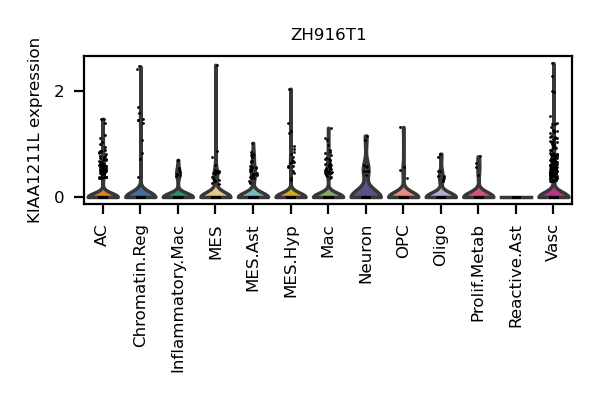 ZH916T1
KIAA1211L expression
2
0
AC
Chromatin.Reg
Inflammatory.Mac
MES
MES.Ast
MES.Hyp
Mac
Neuron
OPC
Oligo
Prolif.Metab
Reactive.Ast
Vasc